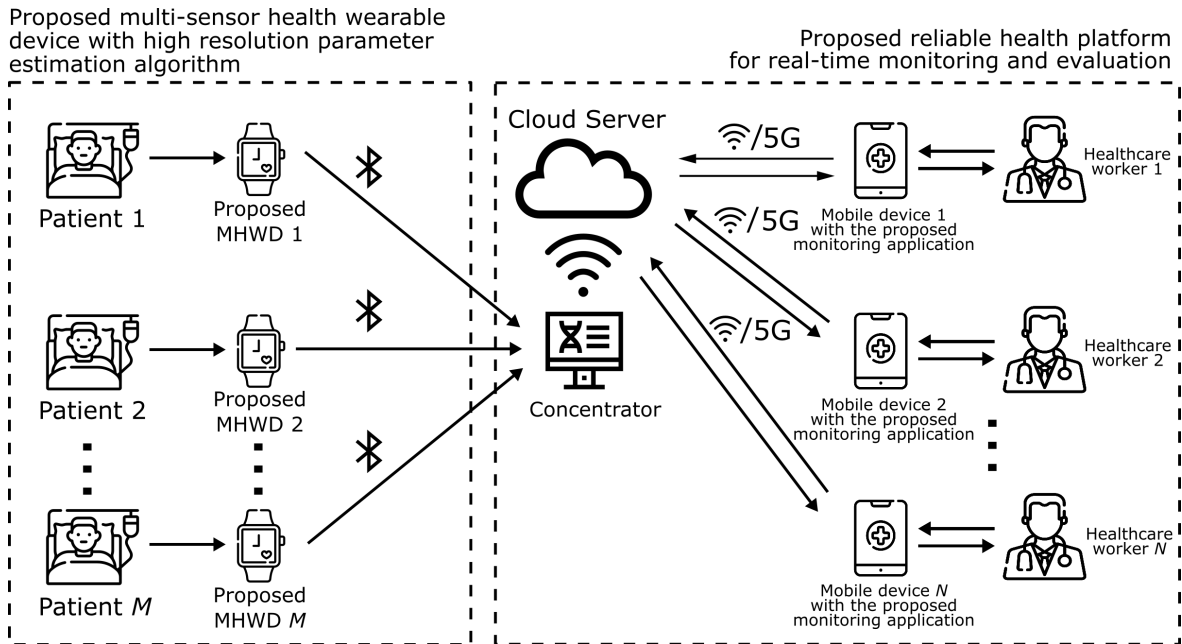 Proposed multi-sensor health wearable
device with high resolution parameter
estimation algorithm
Proposed reliable health platform
for real-time monitoring and evaluation
Patient 1
Proposed
MHWD 1
Cloud Server
/5G
Mobile device 1
with the proposed
monitoring application
Healthcare
worker 1
Patient 2
Proposed
MHWD 2
Concentrator
/5G
Mobile device 2
with the proposed
monitoring application
Healthcare
worker 2
Patient M
Proposed
MHWD M
/5G
Mobile device N
with the proposed
monitoring application
Healthcare
worker N